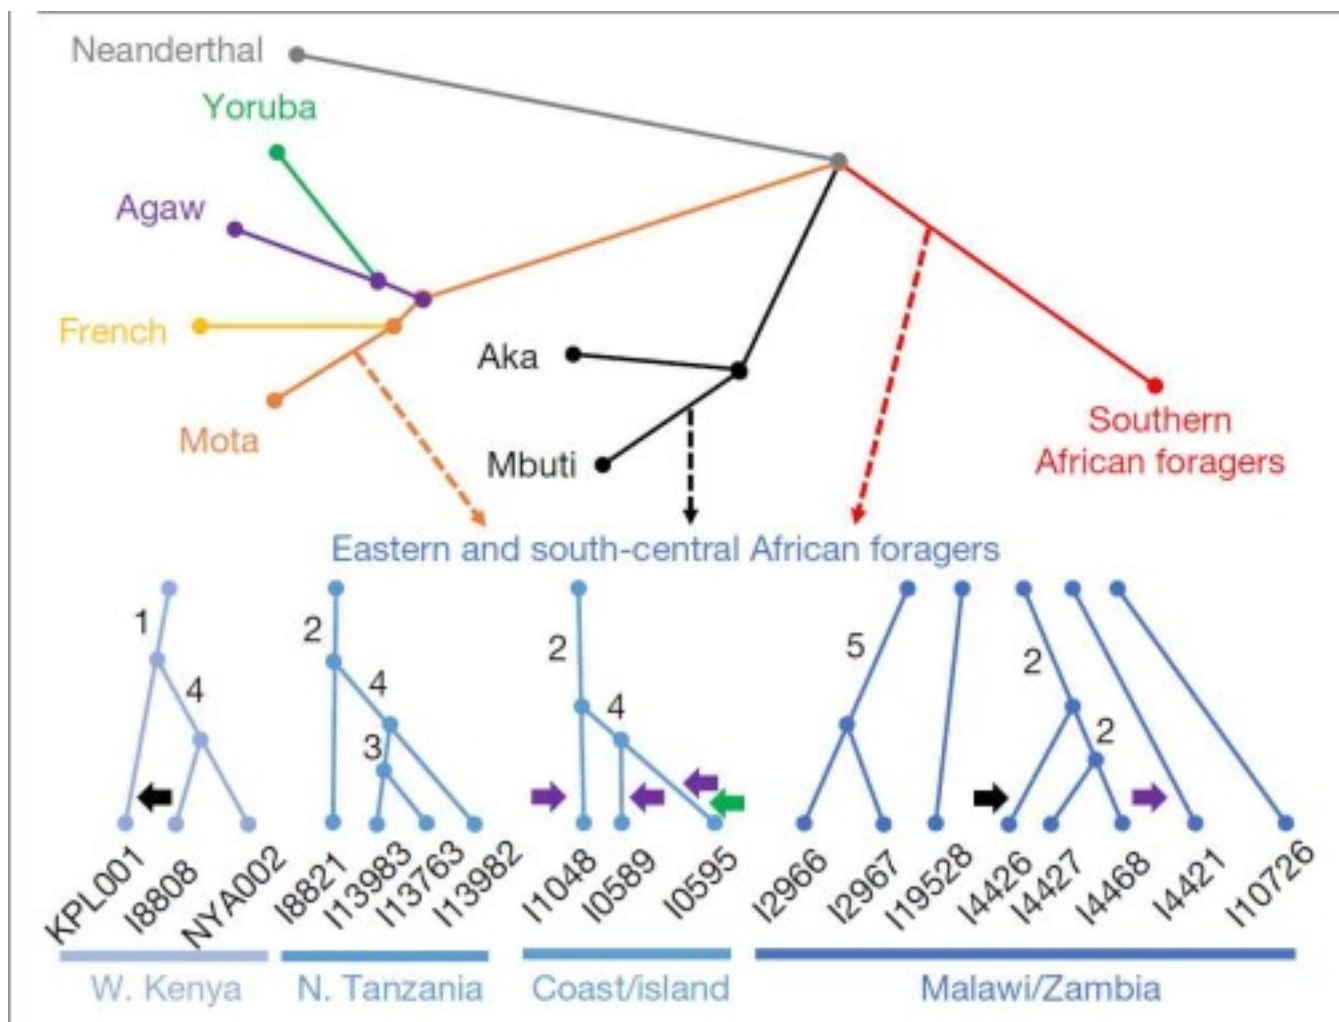 Neanderthal
Yoruba
Agaw
French
Mota
Aka
Mbuti
Southern
African foragers
Eastern and south-central African foragers
1
4
2
4
3
2
4
5
2
2
KPL001
I8808
NYA002
I8821
I13983
I13763
I13982
I1048
I0589
I0595
I2966
I2967
I19528
I4426
I4427
I4468
I4421
I10726
W. Kenya
N. Tanzania
Coast/island
Malawi/Zambia